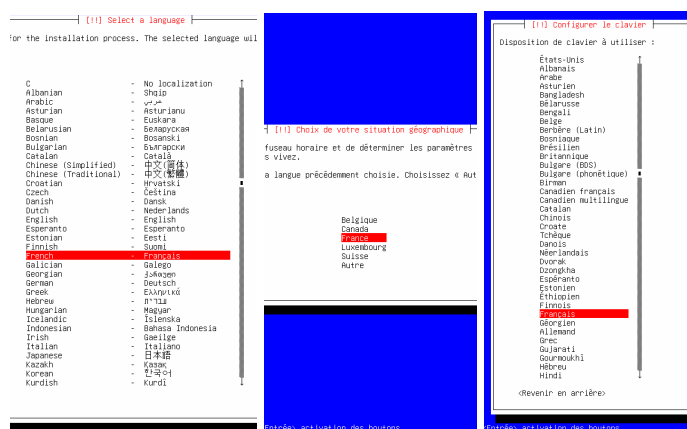 [!!] Select a language
for the installation process. The selected language wil
C - No localization
Albanian - Shqip
Arabic - عربي
Asturian - Asturianu
Basque - Euskara
Belarusian - Беларуская
Bosnian - Bosanski
Bulgarian - Български
Catalan - Català
Chinese (Simplified) - 中文(简体)
Chinese (Traditional) - 中文(繁體)
Croatian - Hrvatski
Czech - Čeština
Danish - Dansk
Dutch - Nederlands
English - English
Esperanto - Esperanto
Estonian - Eesti
Finnish - Suomi
French - Français
Galician - Galego
Georgian - ქართული
German - Deutsch
Greek - Ελληνικά
Hebrew - עברית
Hungarian - Magyar
Icelandic - Íslenska
Indonesian - Bahasa Indonesia
Irish - Gaeilge
Italian - Italiano
Japanese - 日本語
Kazakh - Қазақ
Korean - 한국어
Kurdish - Kurdî
[!!] Choix de votre situation géographique
fuseau horaire et de déterminer les paramètres
s vivez.
a langue précédemment choisie. Choisissez « Aut
Belgique
Canada
France
Luxembourg
Suisse
Autre
Entrée> activation des boutons
[!!] Configurer le clavier
Disposition de clavier à utiliser :
États-Unis
Albanais
Arabe
Asturien
Bangladesh
Bélarusse
Bengali
Belge
Berbère (Latin)
Bosniaque
Brésilien
Britannique
Bulgare (BDS)
Bulgare (phonétique)
Birman
Canadien français
Canadien multilingue
Catalan
Chinois
Croate
Tchèque
Danois
Néerlandais
Dvorak
Dzongkha
Espéranto
Estonien
Éthiopien
Finnois
Français
Géorgien
Allemand
Grec
Gujarati
Gourmoukhî
Hébreu
Hindi
<Revenir en arrière>
Entrée> activation des boutons